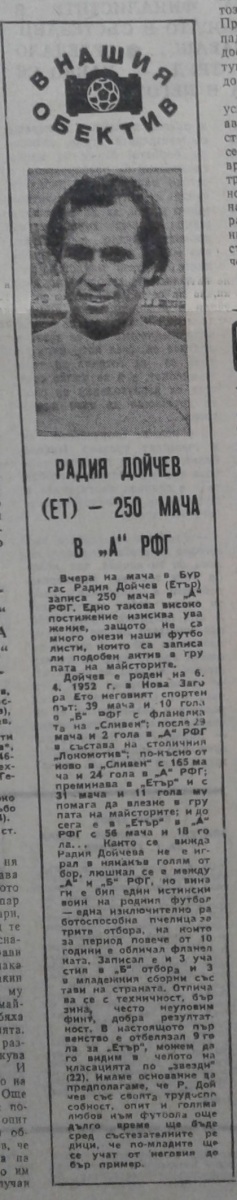 В НАШИЯ
ОБЕКТИВ
РАДИЯ ДОЙЧЕВ
(ЕТ) — 250 МАЧА
В „А" РФГ
Вчера на мача в Бур
гас Радия Дойчев (Етър)
записа 250 мача в „А"
РФГ. Едно такова високо
постижение изисква ува
жение, защото не са
много онези наши футбо
листи, които са записа
ли подобен актив в гру
пата на майсторите.
Дойчев е роден на 6.
4. 1952 г. в Нова Заго
ра Ето неговият спортен
път: 39 мача и 10 гола
в „Б" РФГ с фланелка
та на „Сливен"; после 29
мача и 2 гола в „А" РФГ
в състава на столичния
„Локомотив"; по-късно от
ново в „Сливен" с 165 ма
ча и 24 гола в „А" РФГ;
преминава в „Етър" и с
31 мача и 11 гола му
помага да влезне в гру
пата на майсторите; и до
сега е в „Етър" в „А"
РФГ с 56 мача и 18 го
ла... Както се вижда
Радия Дойчев не е иг
рал в някакъв голям от
бор, люшкал се е между
„А" и „Б" РФГ, но вина
ги е бил един истински
воин на родния футбол
— една изключително ра
ботоспособна пчелица за
трите отбора, на които
за период повече от 10
години е обличал фланел
ката. Записал е и 3 уча
стия в „Б" отбора и 3
в младежкия сборни със
тави на страната. Отлича
ва се с техничност, бър
зина, често неуловим
финт, добра резултат
ност. В настоящото пър
венство е отбелязал 9 го
ла за „Етър", можем да
го видим в челото на
класацията по „звезди"
(22). Имаме основание да
предполагаме, че Р. Дой
чев със своята трудоспо
собност, опит и голяма
любов към футбола още
дълго време ще бъде
сред състезателните ре
дици, че по-младите ще
се учат от неговия до
бър пример.